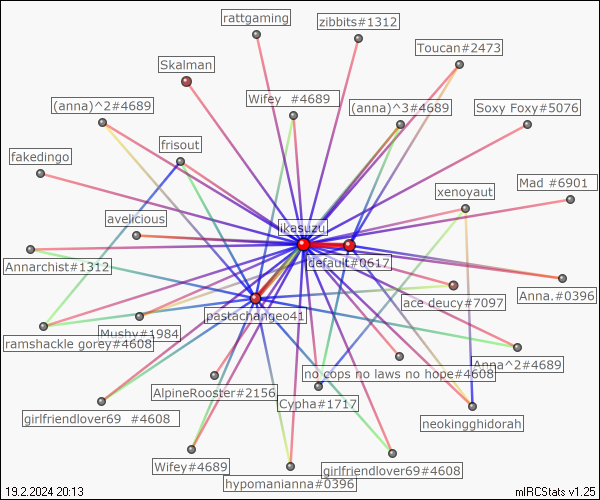 rattgaming
zibbits#1312
Toucan#2473
Skalman
(anna)^2#4689
Wifey  #4689
(anna)^3#4689
Soxy Foxy#5076
frisout
fakedingo
xenoyaut
Mad #6901
avelicious
ikesuzu
default#0617
Annarchist#1312
Anna.#0396
ace deucy#7097
pastachangeo41
Mushy#1984
ramshackle gorey#4608
Anna^2#4689
no cops no laws no hope#4608
AlpineRooster#2156
Cypha#1717
girlfriendlover69  #4608
neokingghidorah
Wifey#4689
girlfriendlover69#4608
hypomanianna#0396
19.2.2024 20:13
mIRCStats v1.25